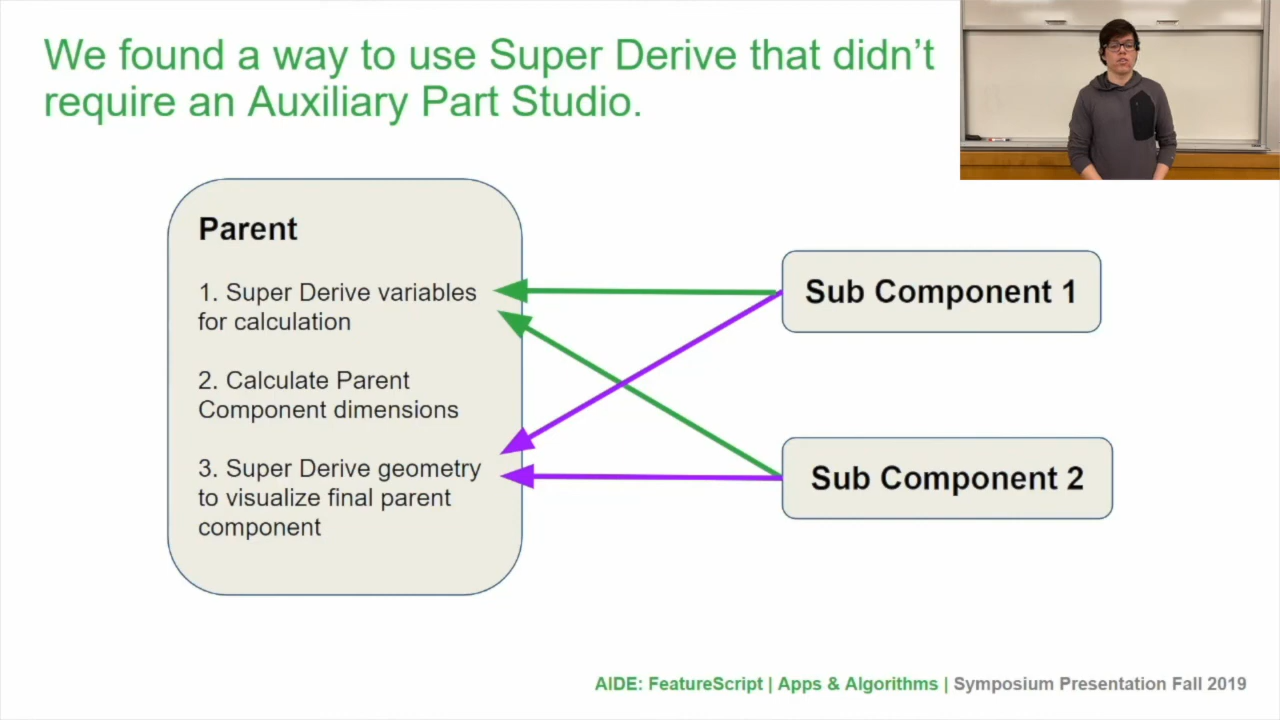 We found a way to use Super Derive that didn’t
require an Auxiliary Part Studio.
Parent
1. Super Derive variables
for calculation
2. Calculate Parent
Component dimensions
3. Super Derive geometry
to visualize final parent
component
Sub Component 1
Sub Component 2
AIDE: FeatureScript | Apps & Algorithms | Symposium Presentation Fall 2019